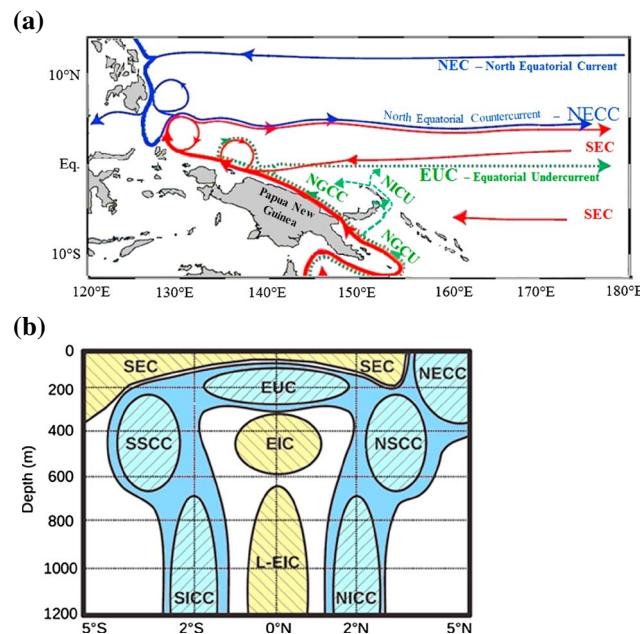 (a)
10°N
NEC – North Equatorial Current
North Equatorial Countercurrent – NECC
SEC
Eq.
EUC – Equatorial Undercurrent
NGCC
NICU
Papua New
Guinea
SEC
NGCU
10°S
120°E 130°E 140°E 150°E 160°E 170°E 180°E
(b)
0
SEC SEC NECC
200
EUC
400
SSCC EIC NSCC
Depth (m)
600
800
1000
L-EIC
SICC NICC
1200
5°S 2°S 0°N 2°N 5°N